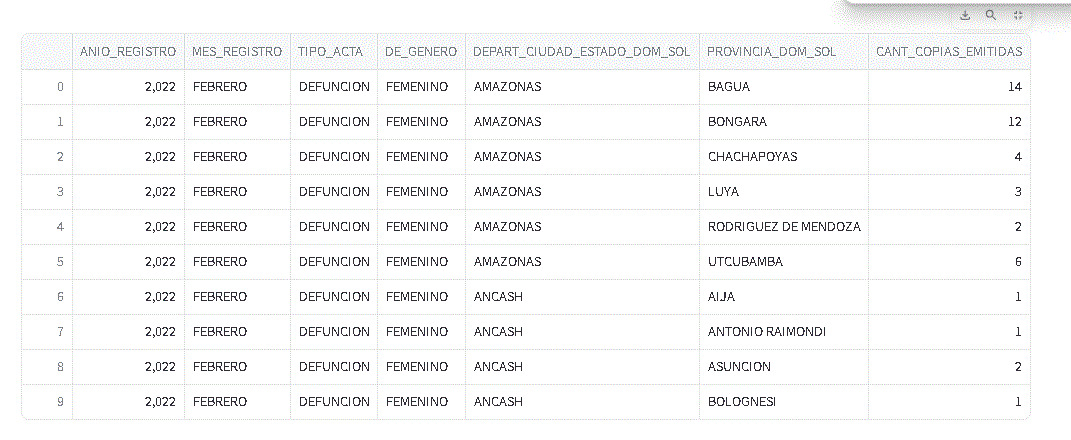 ANIO_REGISTRO MES_REGISTRO TIPO_ACTA DE_GENERO DEPART_CIUDAD_ESTADO_DOM_SOL PROVINCIA_DOM_SOL CANT_COPIAS_EMITIDAS
0 2,022 FEBRERO DEFUNCION FEMENINO AMAZONAS BAGUA 14
1 2,022 FEBRERO DEFUNCION FEMENINO AMAZONAS BONGARA 12
2 2,022 FEBRERO DEFUNCION FEMENINO AMAZONAS CHACHAPOYAS 4
3 2,022 FEBRERO DEFUNCION FEMENINO AMAZONAS LUYA 3
4 2,022 FEBRERO DEFUNCION FEMENINO AMAZONAS RODRIGUEZ DE MENDOZA 2
5 2,022 FEBRERO DEFUNCION FEMENINO AMAZONAS UTCUBAMBA 6
6 2,022 FEBRERO DEFUNCION FEMENINO ANCASH AIJA 1
7 2,022 FEBRERO DEFUNCION FEMENINO ANCASH ANTONIO RAIMONDI 1
8 2,022 FEBRERO DEFUNCION FEMENINO ANCASH ASUNCION 2
9 2,022 FEBRERO DEFUNCION FEMENINO ANCASH BOLOGNESI 1